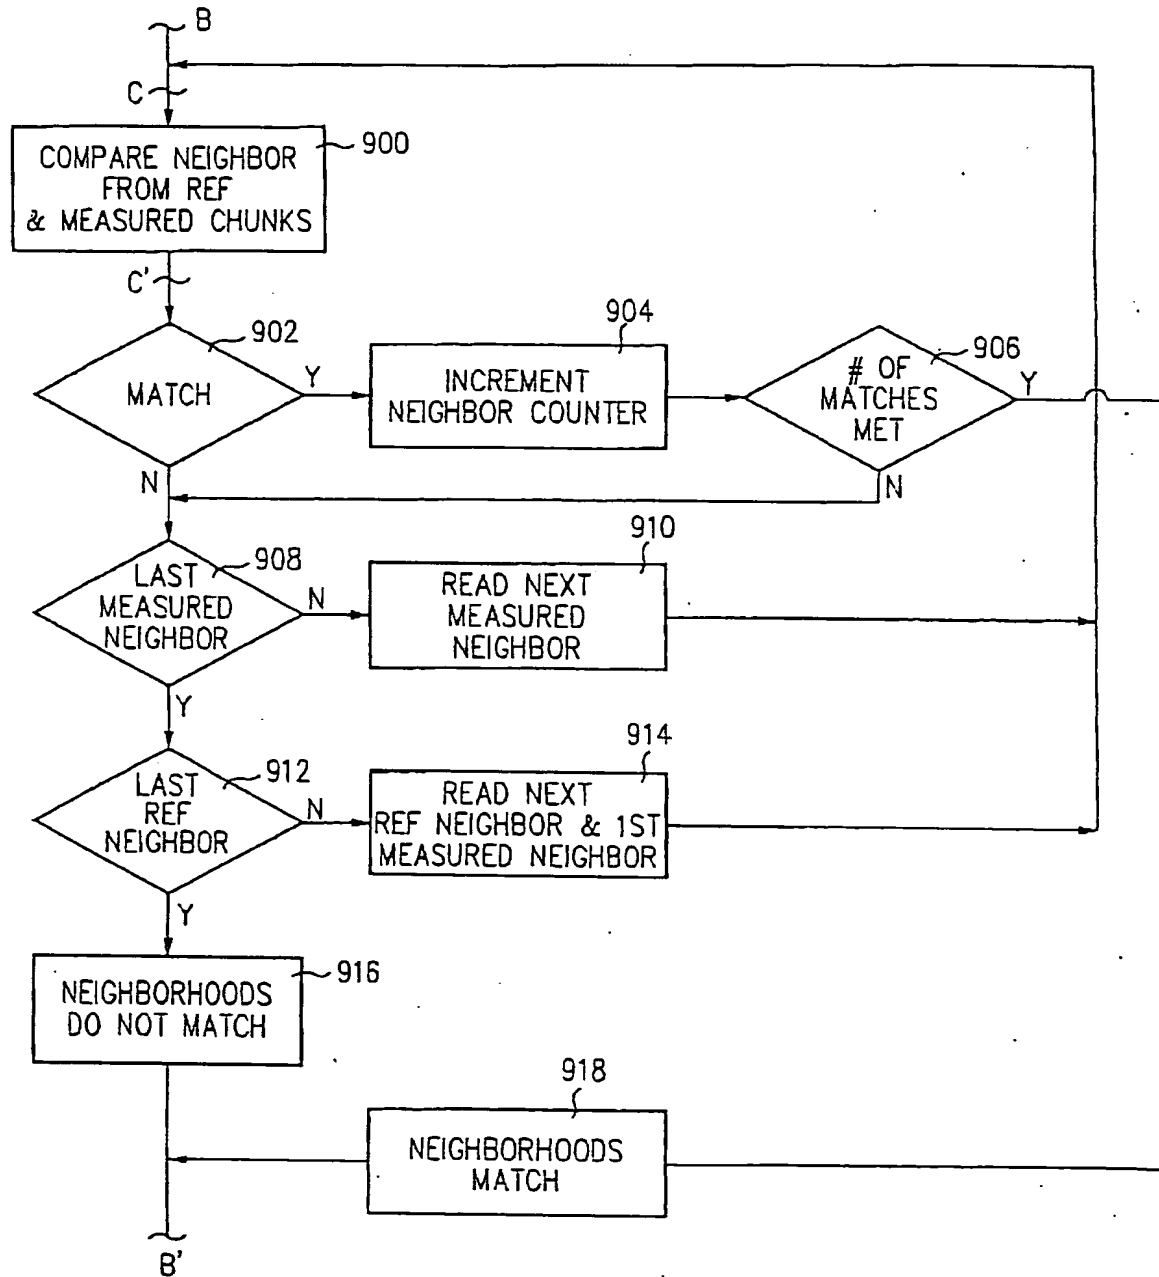 B
C
900
COMPARE NEIGHBOR
FROM REF
& MEASURED CHUNKS
C'
902
MATCH
Y
N
904
INCREMENT
NEIGHBOR COUNTER
906
# OF
MATCHES
MET
Y
N
908
LAST
MEASURED
NEIGHBOR
N
Y
910
READ NEXT
MEASURED
NEIGHBOR
912
LAST
REF
NEIGHBOR
N
Y
914
READ NEXT
REF NEIGHBOR & 1ST
MEASURED NEIGHBOR
916
NEIGHBORHOODS
DO NOT MATCH
918
NEIGHBORHOODS
MATCH
B'